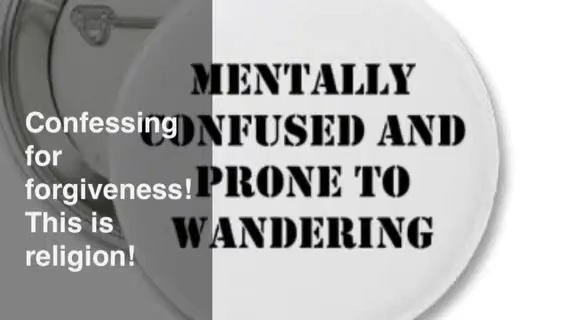 Confessing
for
forgiveness!
This is
religion!
MENTALLY
CONFUSED AND
PRONE TO
WANDERING